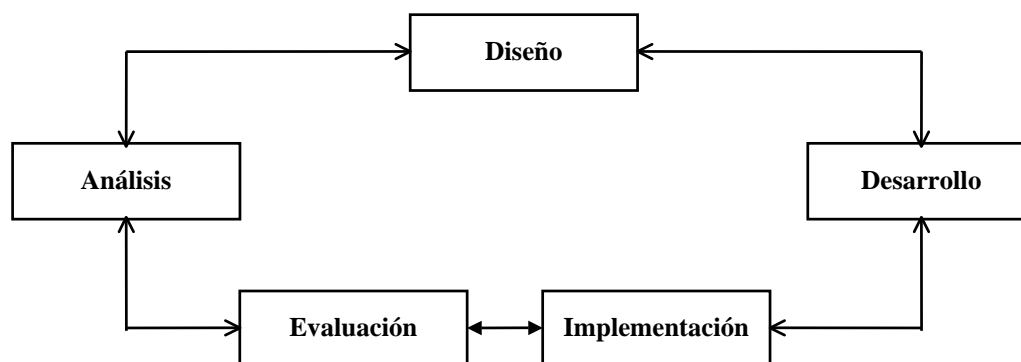 Diseño
Análisis
Desarrollo
Evaluación
Implementación